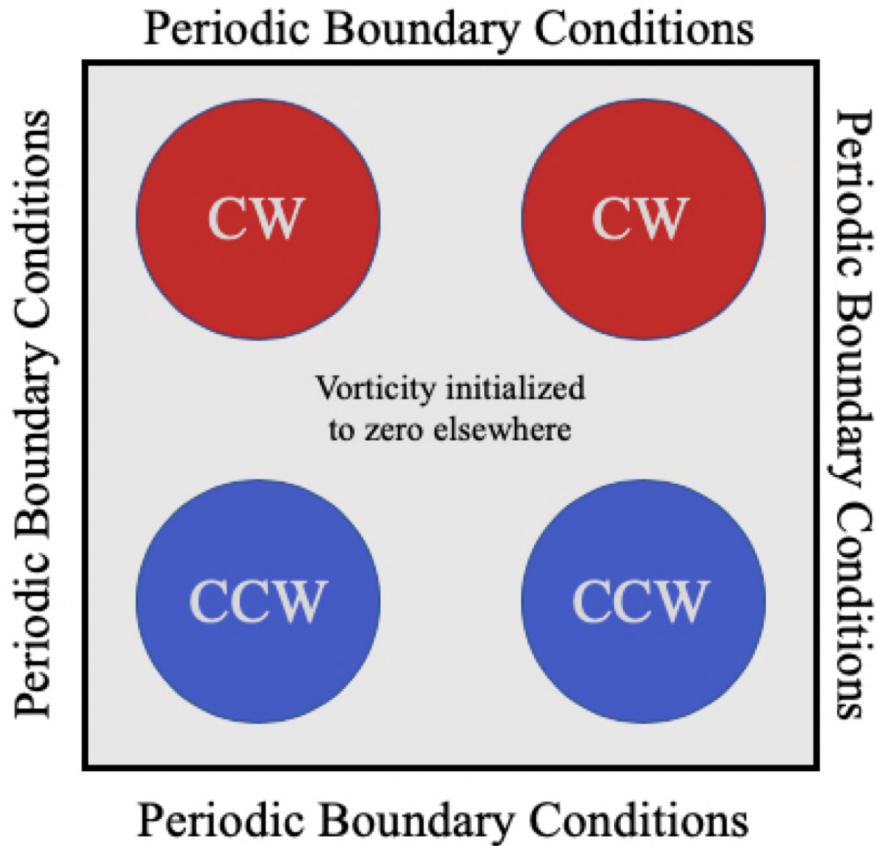 Periodic Boundary Conditions
Periodic Boundary Conditions
CW
CW
Periodic Boundary Conditions
Vorticity initialized
to zero elsewhere
CCW
CCW
Periodic Boundary Conditions